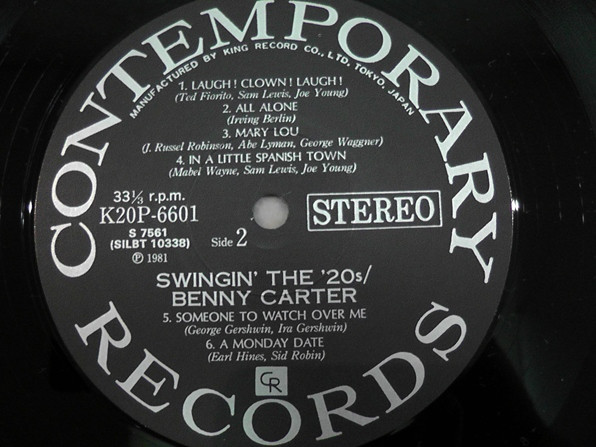 CONTEMPORARY
MANUFACTURED BY KING RECORD CO., LTD. TOKYO, JAPAN
1. LAUGH! CLOWN! LAUGH!
(Ted Fiorito, Sam Lewis, Joe Young)
2. ALL ALONE
(Irving Berlin)
3. MARY LOU
(J. Russel Robinson, Abe Lyman, George Waggner)
4. IN A LITTLE SPANISH TOWN
(Mabel Wayne, Sam Lewis, Joe Young)
33⅓ r.p.m.
K20P-6601
STEREO
S 7561
(SILBT 10338)
Side 2
Ⓟ 1981
SWINGIN' THE '20s/
BENNY CARTER
5. SOMEONE TO WATCH OVER ME
(George Gershwin, Ira Gershwin)
6. A MONDAY DATE
(Earl Hines, Sid Robin)
CR
RECORDS